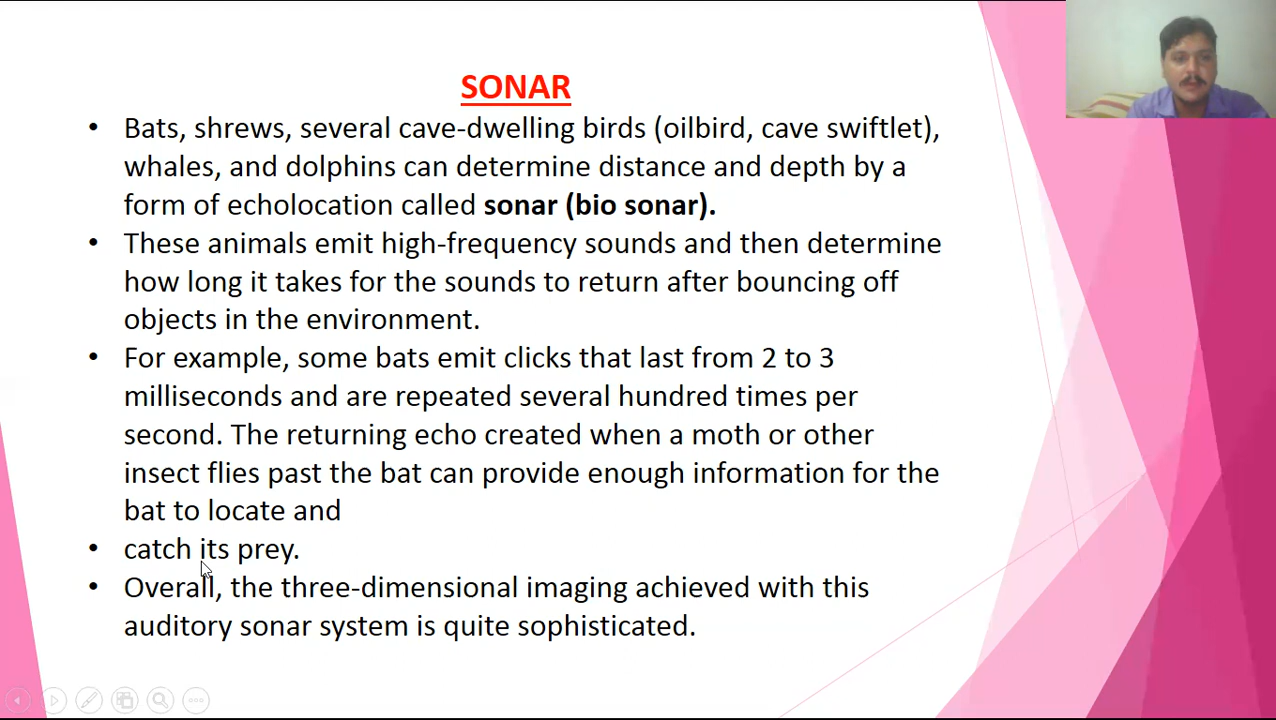 SONAR
• Bats, shrews, several cave-dwelling birds (oilbird, cave swiftlet),
whales, and dolphins can determine distance and depth by a
form of echolocation called sonar (bio sonar).
• These animals emit high-frequency sounds and then determine
how long it takes for the sounds to return after bouncing off
objects in the environment.
• For example, some bats emit clicks that last from 2 to 3
milliseconds and are repeated several hundred times per
second. The returning echo created when a moth or other
insect flies past the bat can provide enough information for the
bat to locate and
• catch its prey.
• Overall, the three-dimensional imaging achieved with this
auditory sonar system is quite sophisticated.